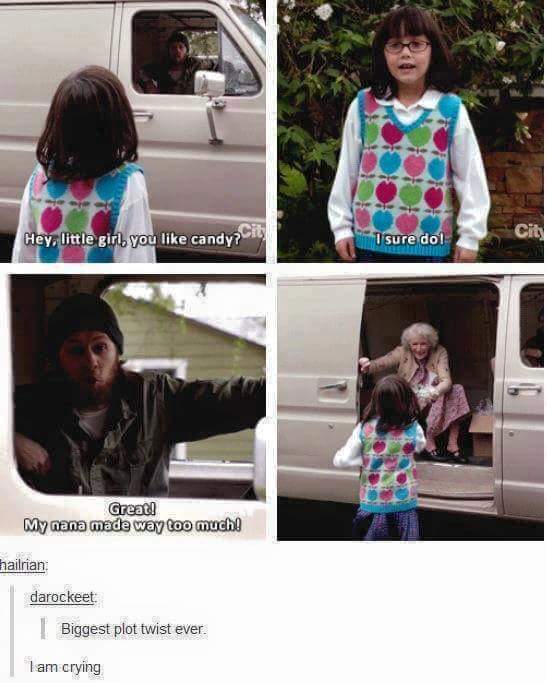 Hey, little girl, you like candy?
City
I sure do!
City
Great!
My nana made way too much!
hailrian:
darockeet:
Biggest plot twist ever.
I am crying